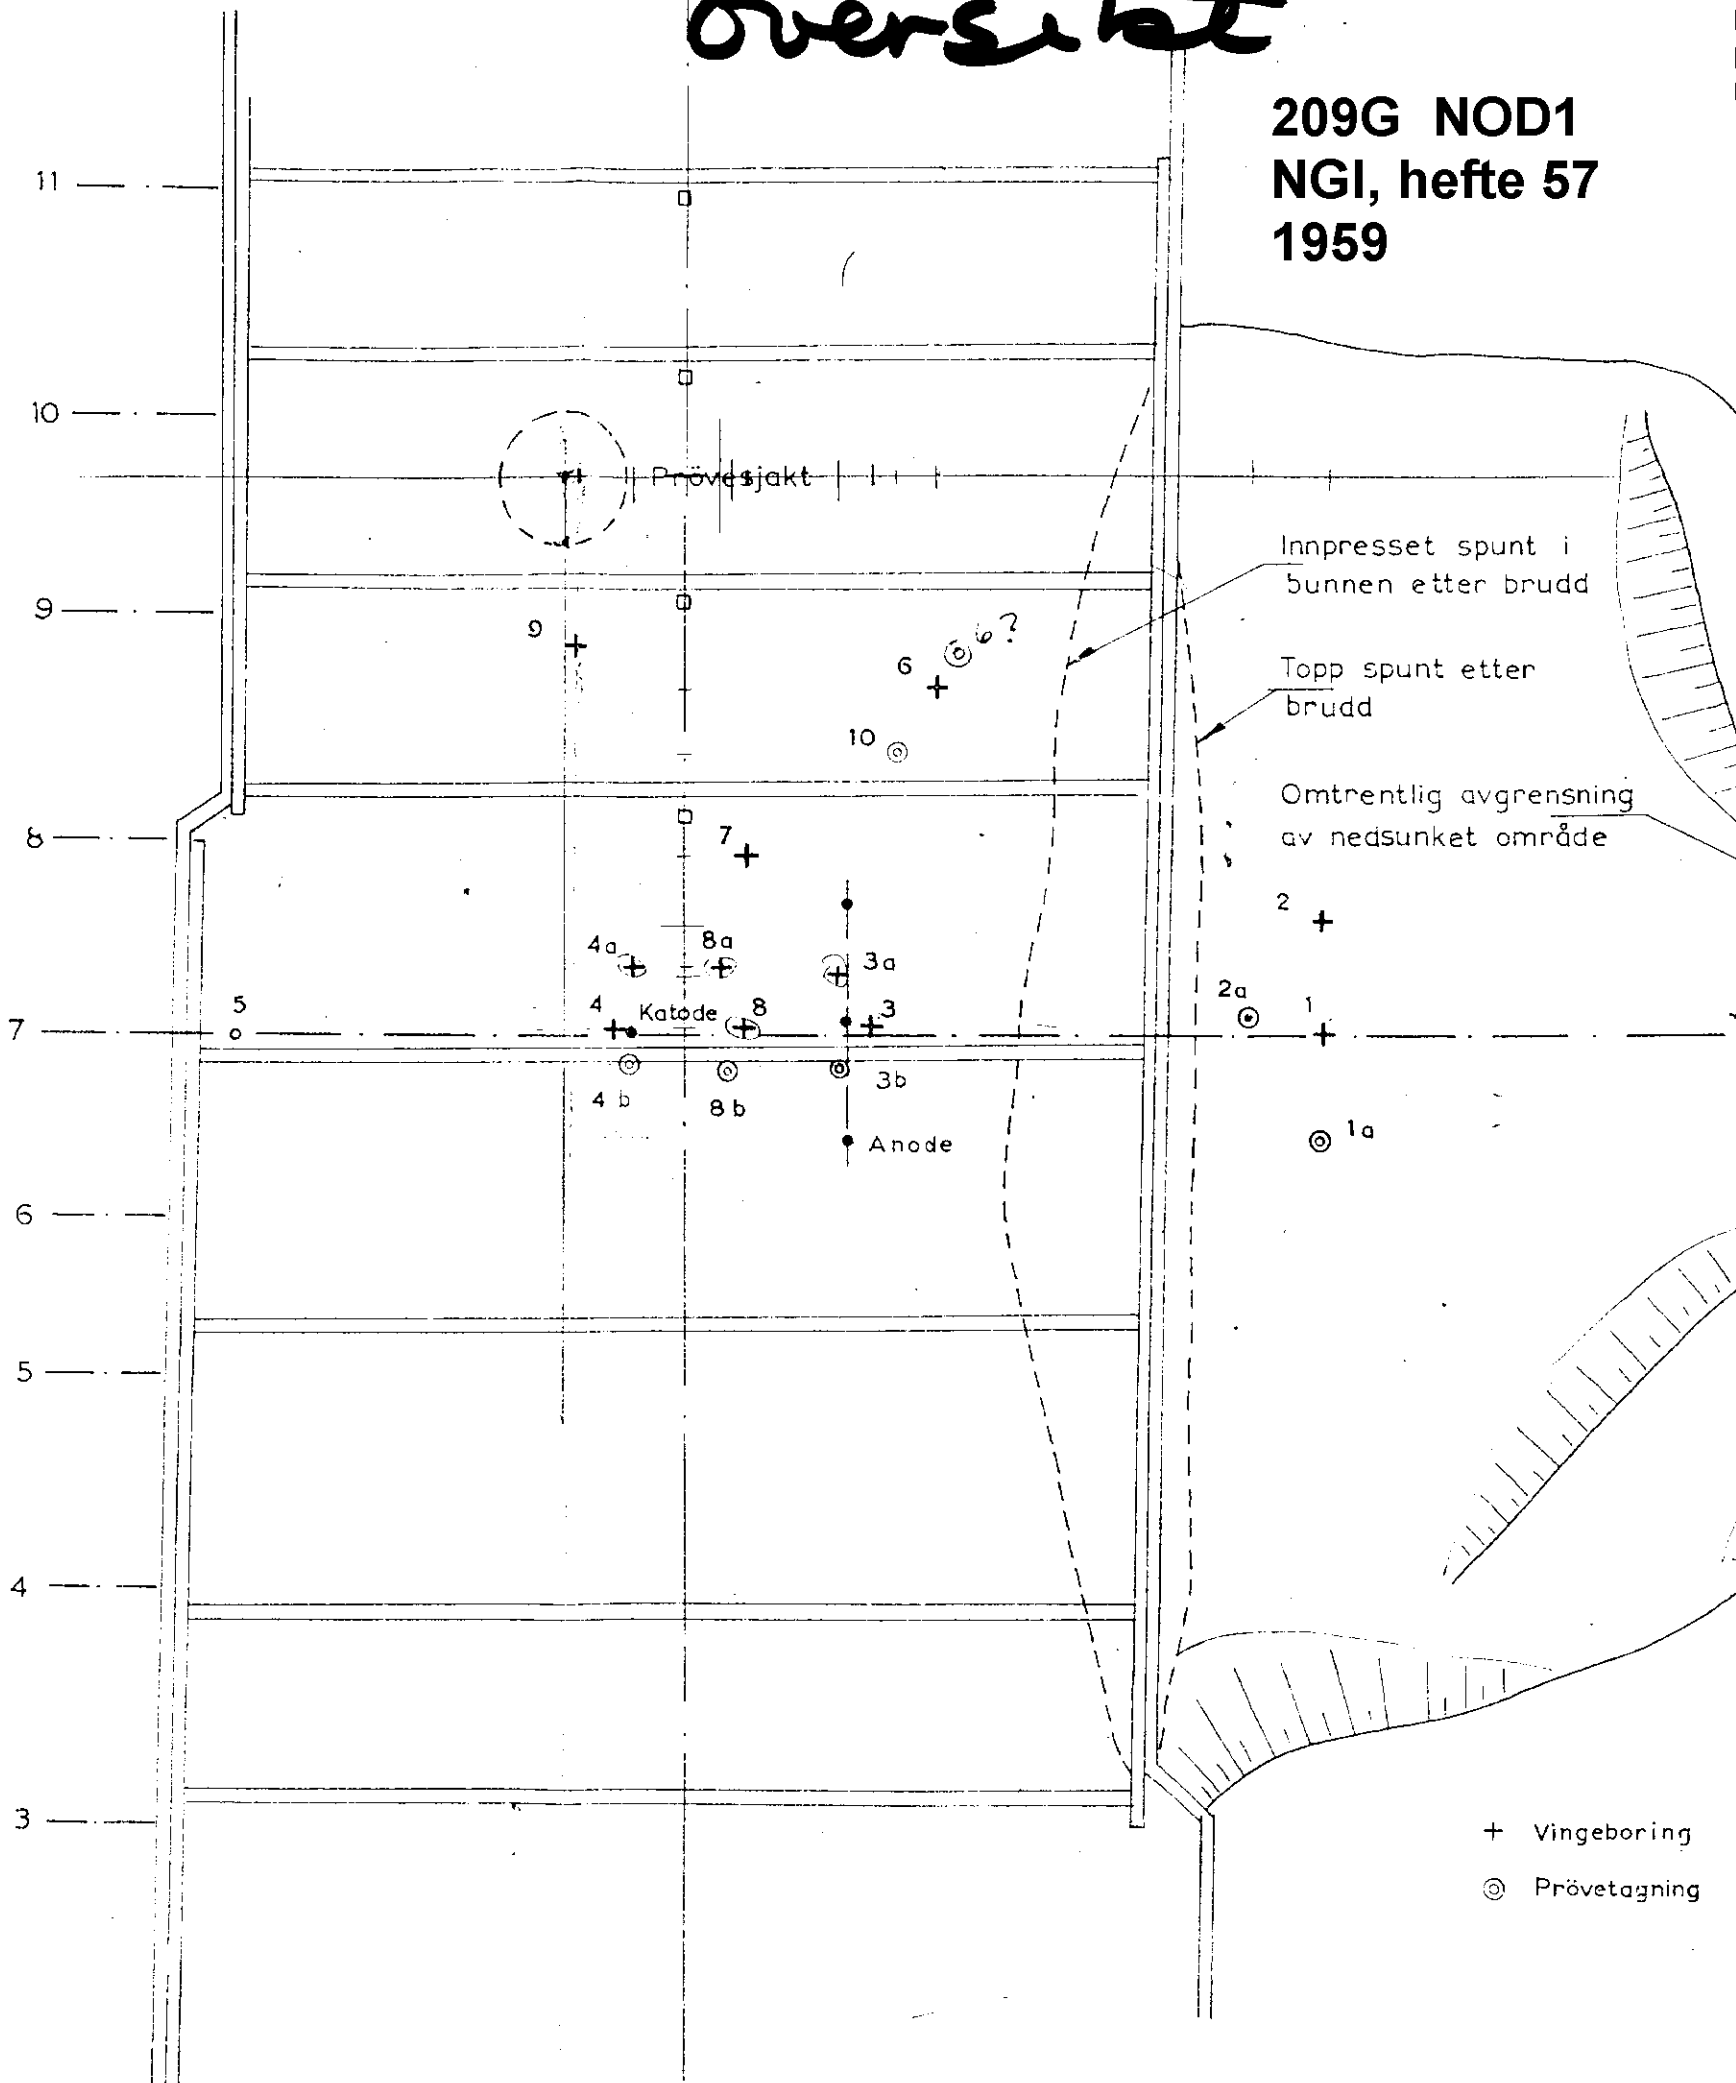 oversikt
209G NOD1
NGI, hefte 57
1959
11
10
Prövesjakt
Innpresset spunt i
bunnen etter brudd
9
9
6?
6
Topp spunt etter
brudd
10
Omtrentlig avgrensning
av nedsunket område
8
7
2
4a
8a
3a
2a
5
4
Katode
8
3
1
7
3b
4 b
8 b
1a
Anode
6
5
4
3
+ Vingeboring
◎ Prövetagning